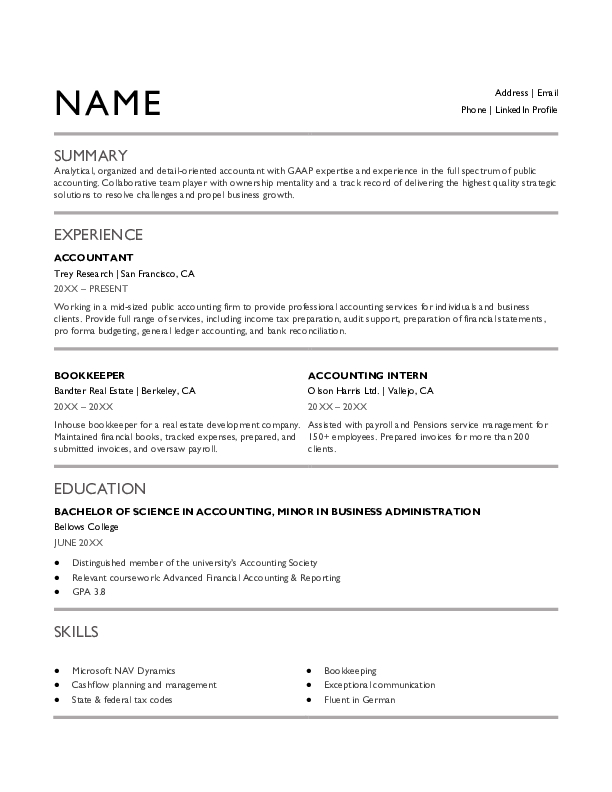 NAME
Address | Email
Phone | LinkedIn Profile
SUMMARY
Analytical, organized and detail-oriented accountant with GAAP expertise and experience in the full spectrum of public
accounting. Collaborative team player with ownership mentality and a track record of delivering the highest quality strategic
solutions to resolve challenges and propel business growth.
EXPERIENCE
ACCOUNTANT
Trey Research | San Francisco, CA
20XX – PRESENT
Working in a mid-sized public accounting firm to provide professional accounting services for individuals and business
clients. Provide full range of services, including income tax preparation, audit support, preparation of financial statements,
pro forma budgeting, general ledger accounting, and bank reconciliation.
BOOKKEEPER
Bandter Real Estate | Berkeley, CA
20XX – 20XX
Inhouse bookkeeper for a real estate development company.
Maintained financial books, tracked expenses, prepared, and
submitted invoices, and oversaw payroll.
ACCOUNTING INTERN
Olson Harris Ltd. | Vallejo, CA
20XX – 20XX
Assisted with payroll and Pensions service management for
150+ employees. Prepared invoices for more than 200
clients.
EDUCATION
BACHELOR OF SCIENCE IN ACCOUNTING, MINOR IN BUSINESS ADMINISTRATION
Bellows College
JUNE 20XX
● Distinguished member of the university's Accounting Society
● Relevant coursework: Advanced Financial Accounting & Reporting
● GPA 3.8
SKILLS
● Microsoft NAV Dynamics
● Cashflow planning and management
● State & federal tax codes
● Bookkeeping
● Exceptional communication
● Fluent in German